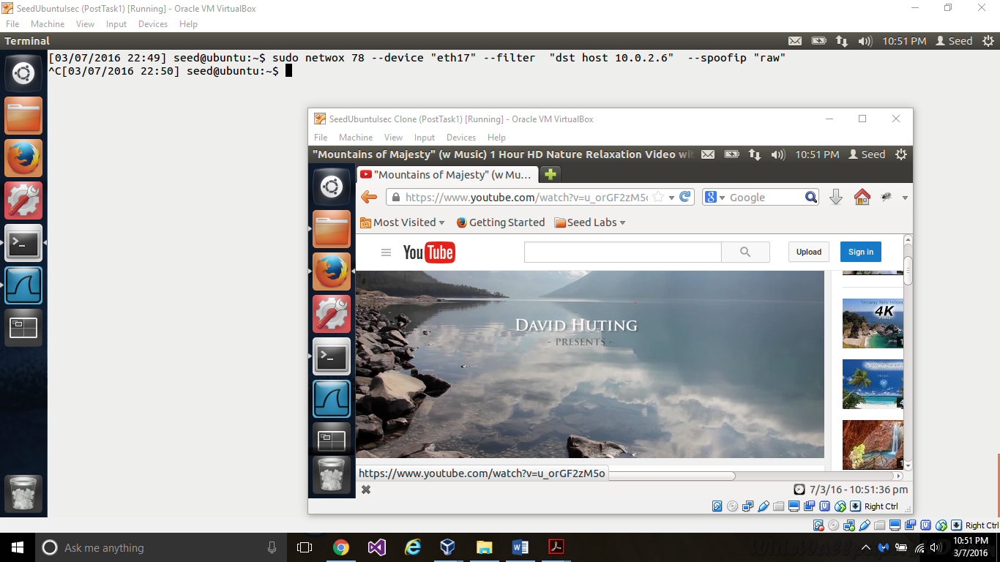 SeedUbuntuIsec (PostTask1) [Running] - Oracle VM VirtualBox
File Machine View Input Devices Help
Terminal
10:51 PM Seed
[03/07/2016 22:49] seed@ubuntu:~$ sudo netwox 78 --device "eth17" --filter  "dst host 10.0.2.6"  --spoofip "raw"
^C[03/07/2016 22:50] seed@ubuntu:~$
SeedUbuntuIsec Clone (PostTask1) [Running] - Oracle VM VirtualBox
File Machine View Input Devices Help
"Mountains of Majesty" (w Music) 1 Hour HD Nature Relaxation Video wit
10:51 PM Seed
"Mountains of Majesty" (w Mu...
https://www.youtube.com/watch?v=u_orGF2zM5
Google
Most Visited
Getting Started
Seed Labs
YouTube
Upload
Sign in
DAVID HUTING
- PRESENTS -
4K
relax
https://www.youtube.com/watch?v=u_orGF2zM5o
7/3/16 - 10:51:36 pm
Right Ctrl
Right Ctrl
Ask me anything
10:51 PM
3/7/2016